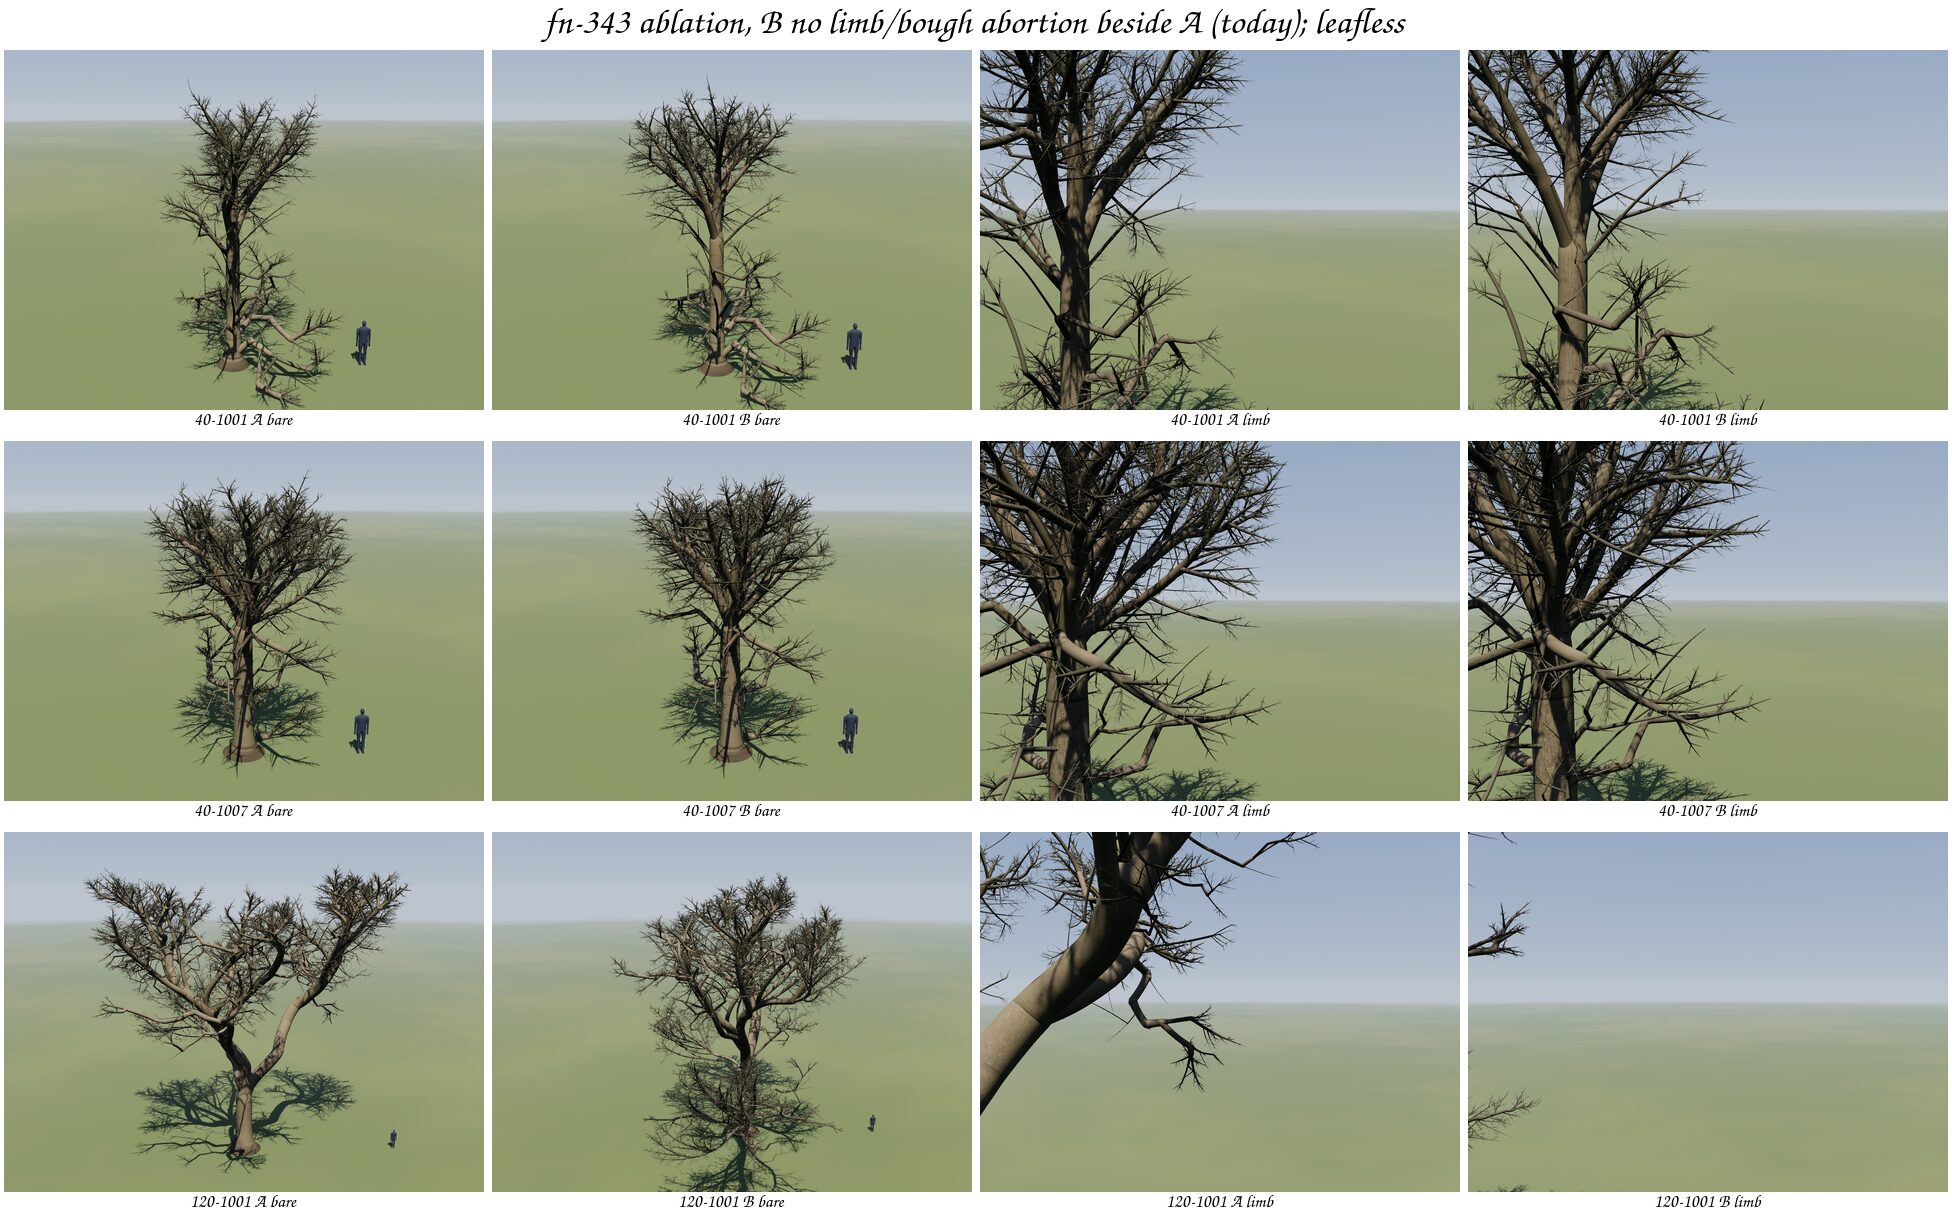 fn-343 ablation, B no limb/bough abortion beside A (today); leafless
40-1001 A bare
40-1001 B bare
40-1001 A limb
40-1001 B limb
40-1007 A bare
40-1007 B bare
40-1007 A limb
40-1007 B limb
120-1001 A bare
120-1001 B bare
120-1001 A limb
120-1001 B limb